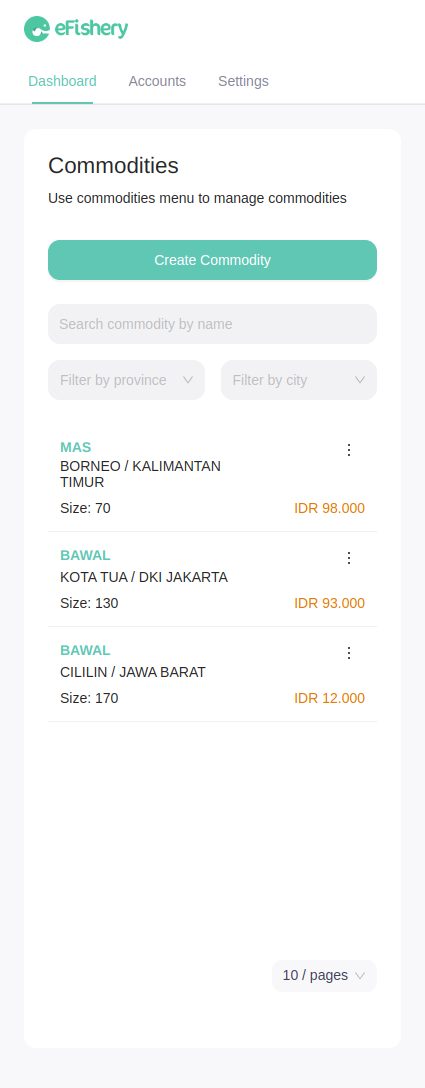 eFishery
Dashboard Accounts Settings
Commodities
Use commodities menu to manage commodities
Create Commodity
Search commodity by name
Filter by province Filter by city
MAS
BORNEO / KALIMANTAN
TIMUR
Size: 70 IDR 98.000
BAWAL
KOTA TUA / DKI JAKARTA
Size: 130 IDR 93.000
BAWAL
CILILIN / JAWA BARAT
Size: 170 IDR 12.000
10 / pages